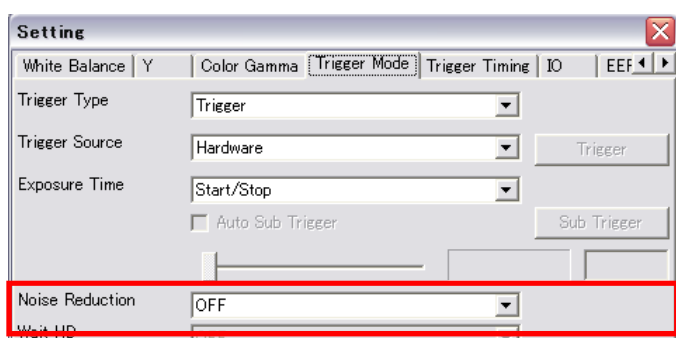 Setting
White Balance Y Color Gamma Trigger Mode Trigger Timing IO EEF
Trigger Type Trigger
Trigger Source Hardware Trigger
Exposure Time Start/Stop
Auto Sub Trigger Sub Trigger
Noise Reduction OFF